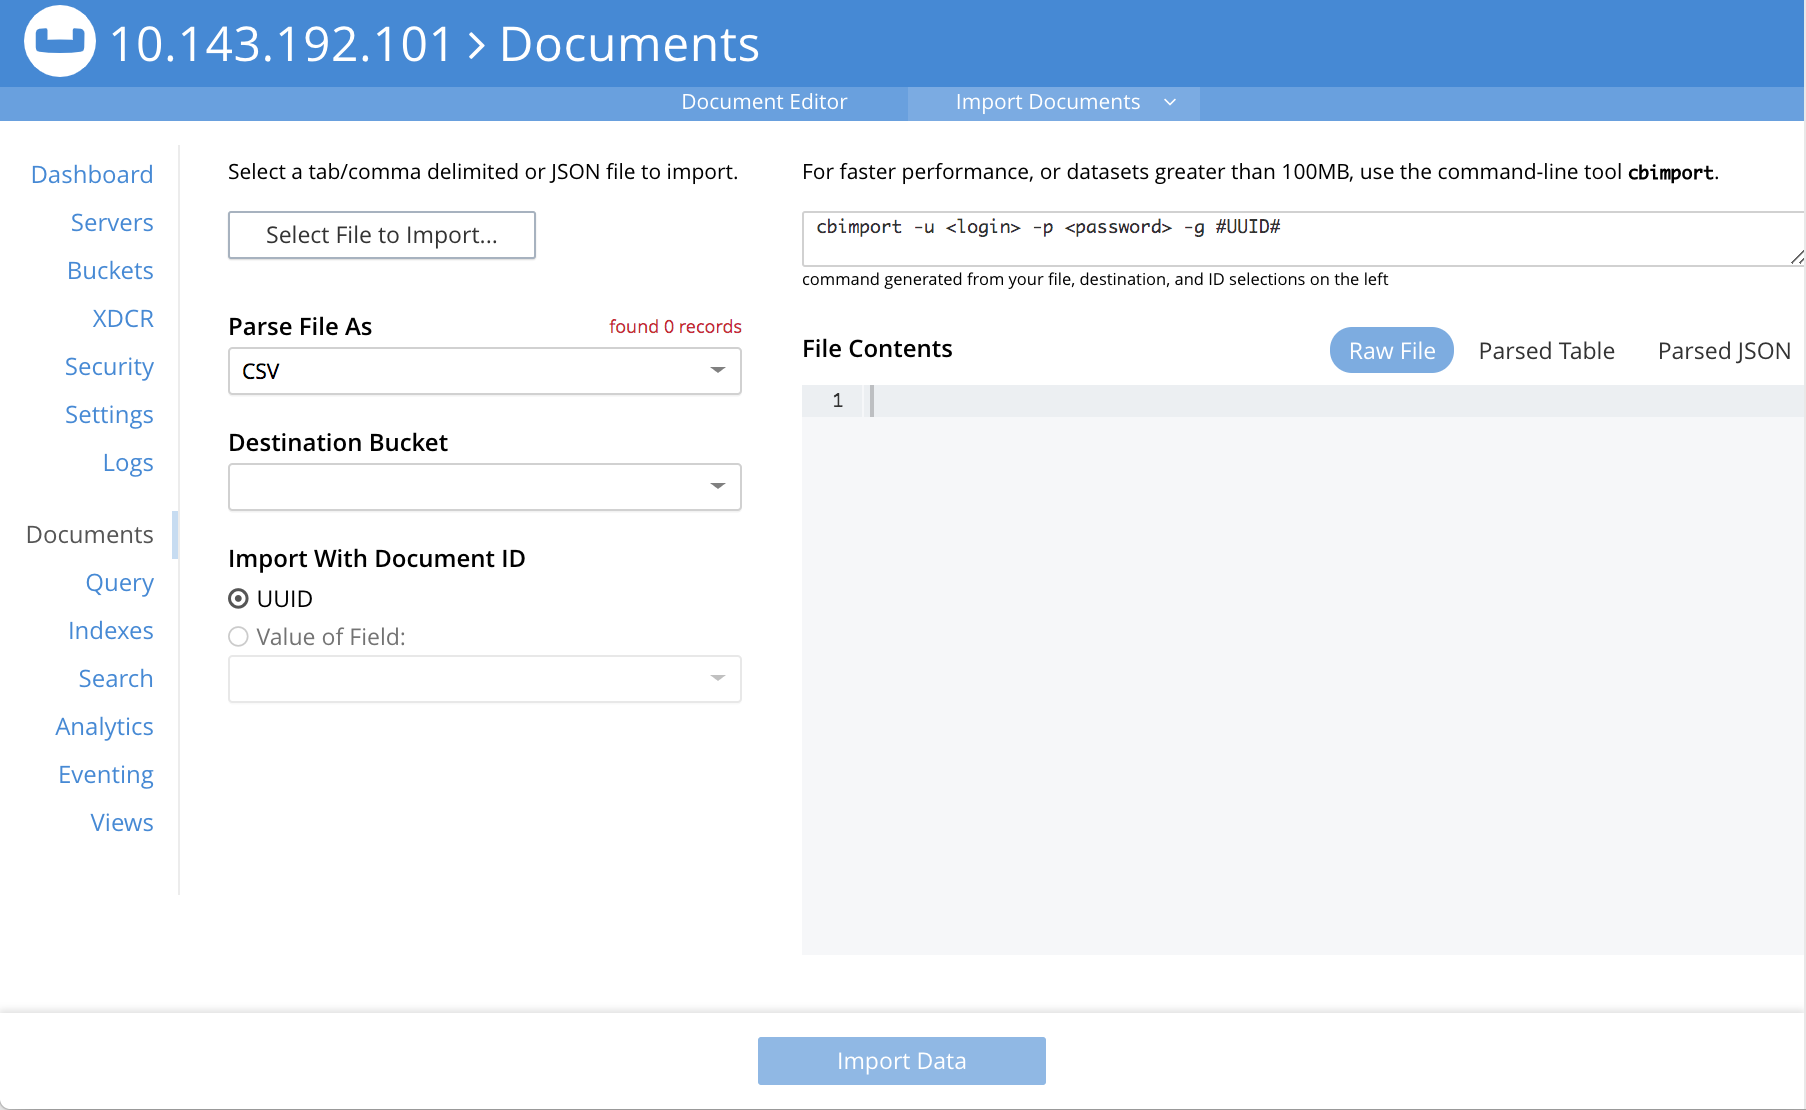 10.143.192.101 > Documents
Document Editor
Import Documents
Dashboard
Servers
Buckets
XDCR
Security
Settings
Logs
Documents
Query
Indexes
Search
Analytics
Eventing
Views
Select a tab/comma delimited or JSON file to import.
Select File to Import...
Parse File As
found 0 records
CSV
Destination Bucket
Import With Document ID
UUID
Value of Field:
For faster performance, or datasets greater than 100MB, use the command-line tool cbimport.
cbimport -u <login> -p <password> -g #UUID#
command generated from your file, destination, and ID selections on the left
File Contents
Raw File
Parsed Table
Parsed JSON
1
Import Data